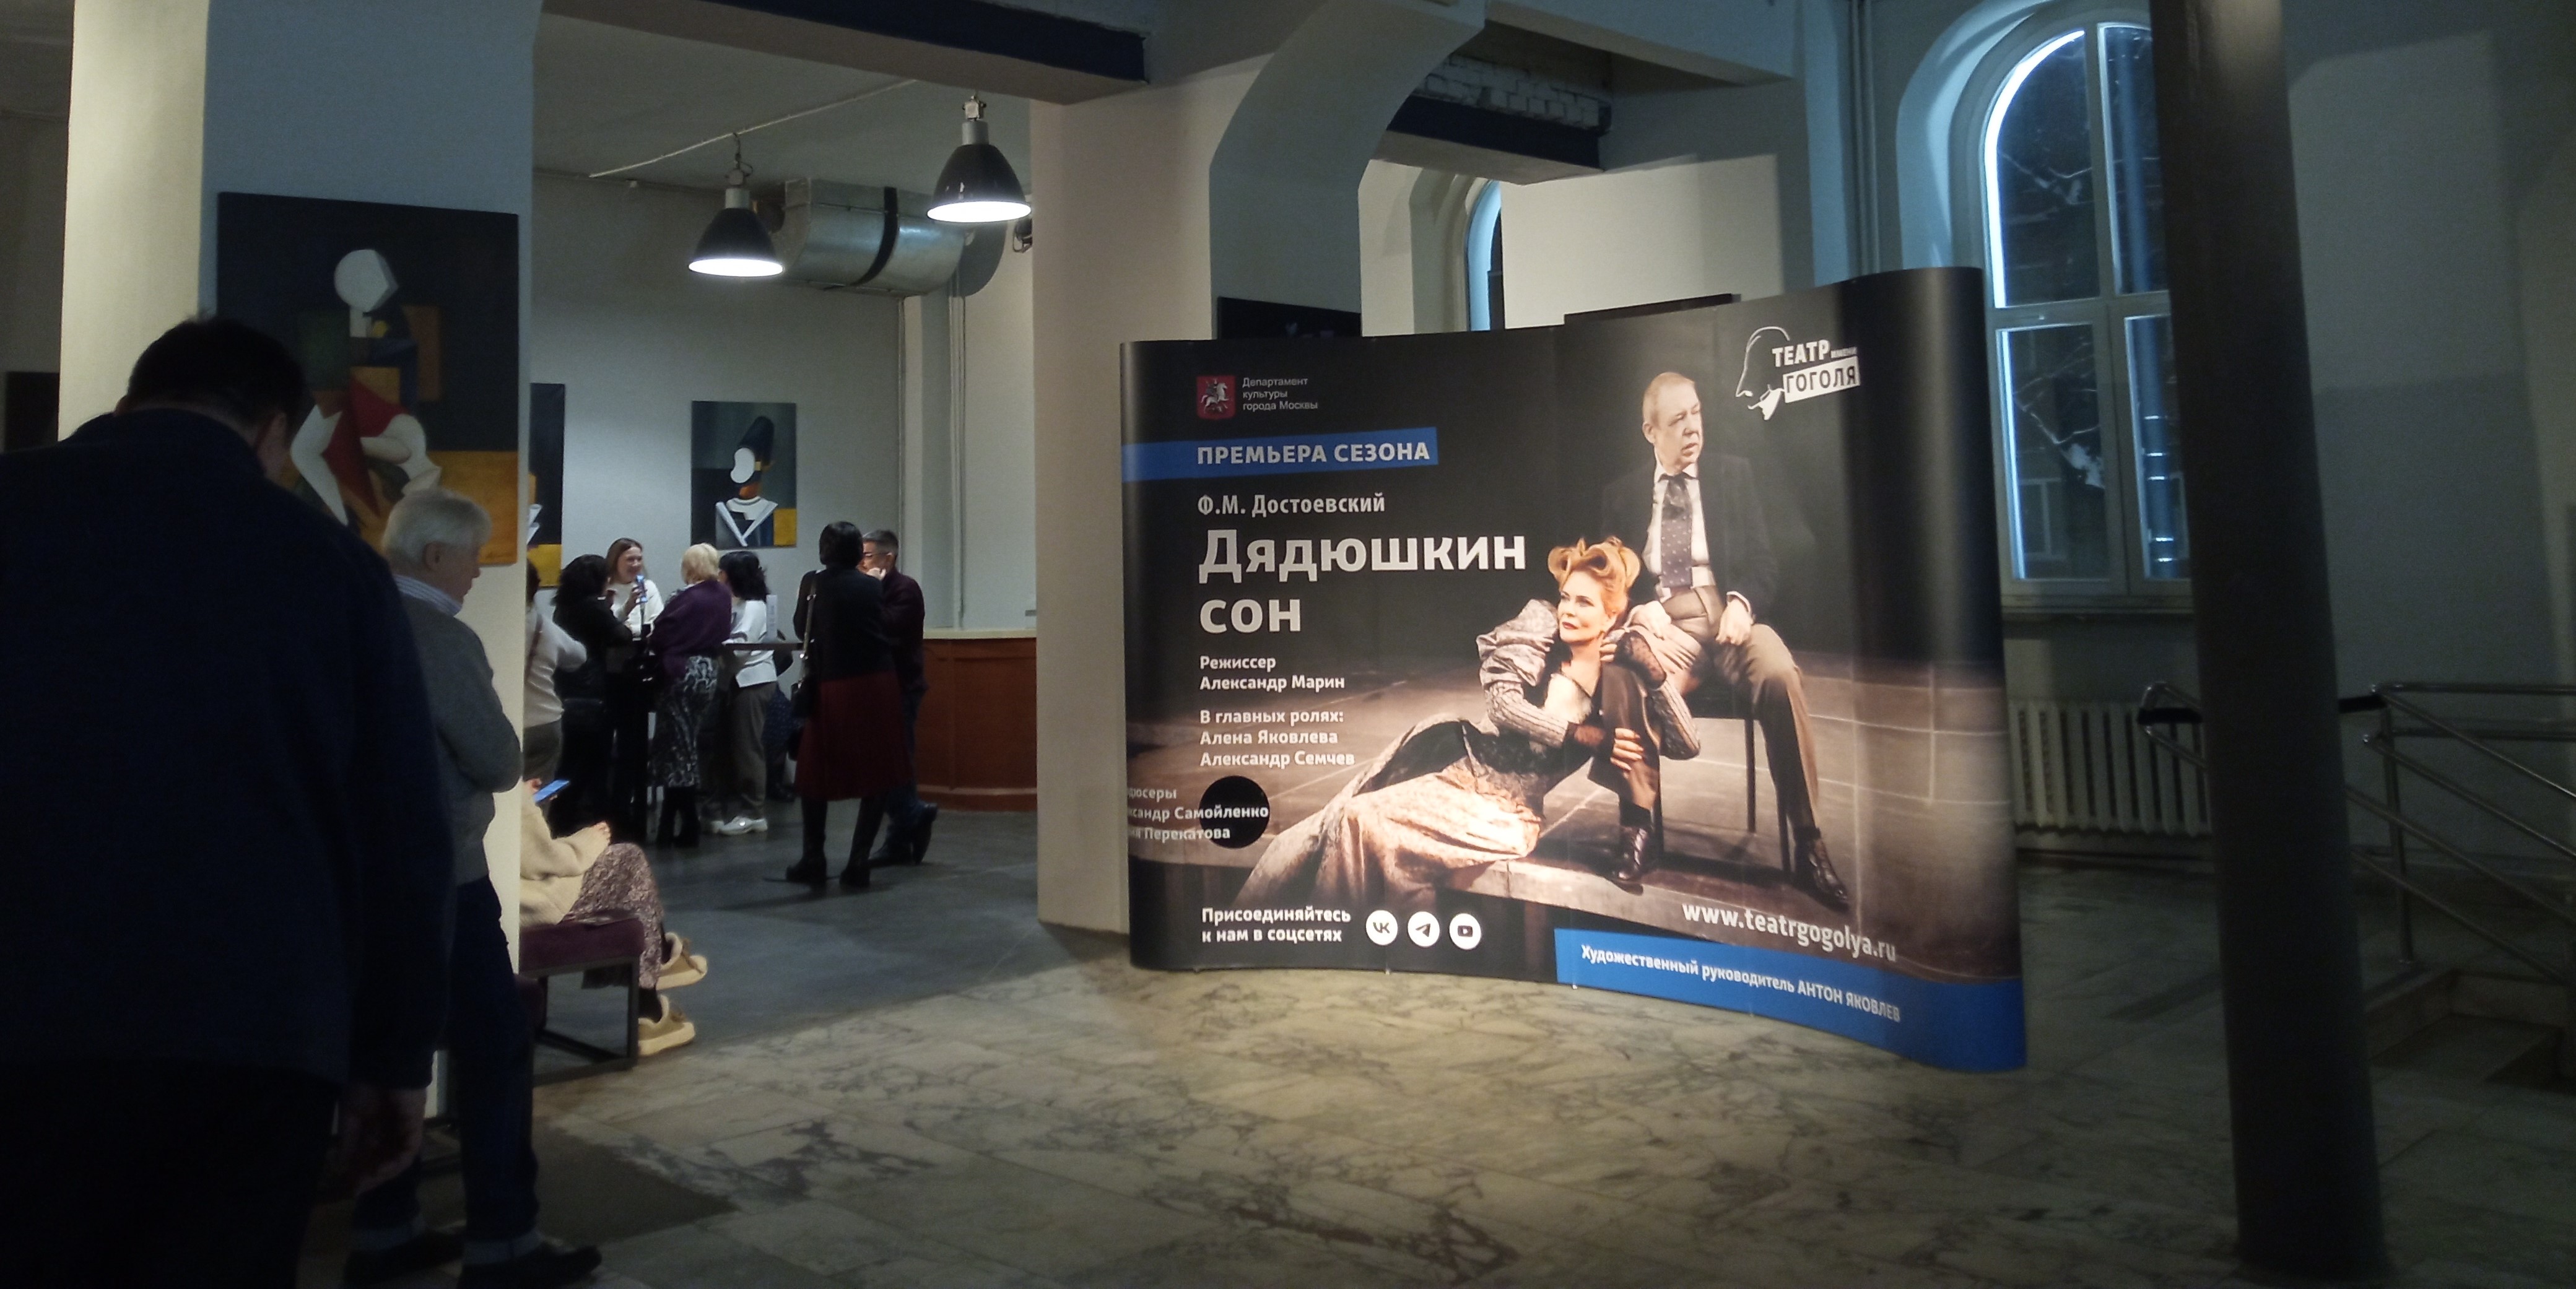 Департамент
культуры
города Москвы
ТЕАТР ИМЕНИ
ГОГОЛЯ
ПРЕМЬЕРА СЕЗОНА
Ф.М. Достоевский
Дядюшкин
сон
Режиссер
Александр Марин
В главных ролях:
Алена Яковлева
Александр Семчев
Самойленко
Перекатова
Присоединяйтесь
к нам в соцсетях
www.teatrgogolya.ru
Художественный руководитель АНТОН ЯКОВЛЕВ